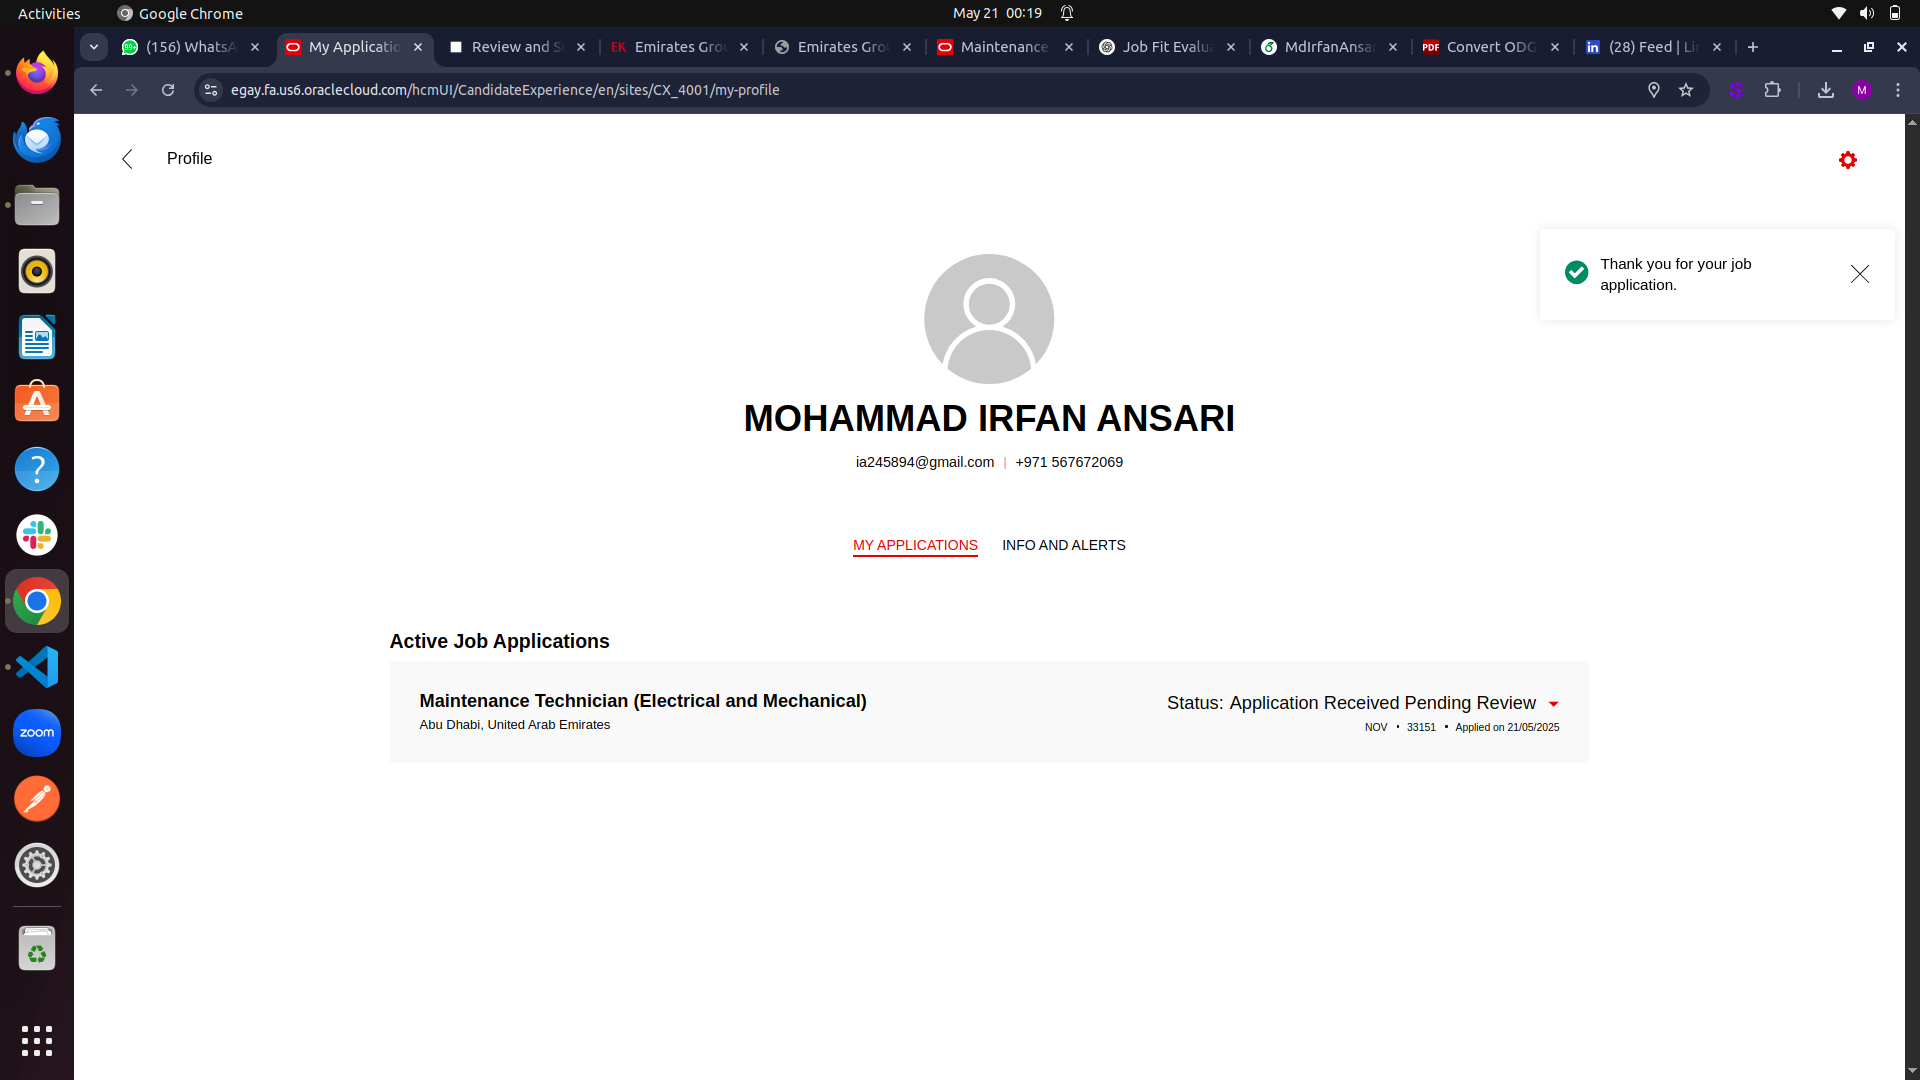 Activities
Google Chrome
May 21 00:19
(156) WhatsA
My Applicatio
Review and S
EK
Emirates Grou
Emirates Grou
Maintenance
Job Fit Evalua
MdIrfanAnsar
PDF
Convert ODG
in
(28) Feed | Lin
egay.fa.us6.oraclecloud.com/hcmUI/CandidateExperience/en/sites/CX_4001/my-profile
M
Profile
Thank you for your job
application.
MOHAMMAD IRFAN ANSARI
ia245894@gmail.com | +971 567672069
MY APPLICATIONS
INFO AND ALERTS
Active Job Applications
Maintenance Technician (Electrical and Mechanical)
Status: Application Received Pending Review
Abu Dhabi, United Arab Emirates
NOV • 33151 • Applied on 21/05/2025
zoom